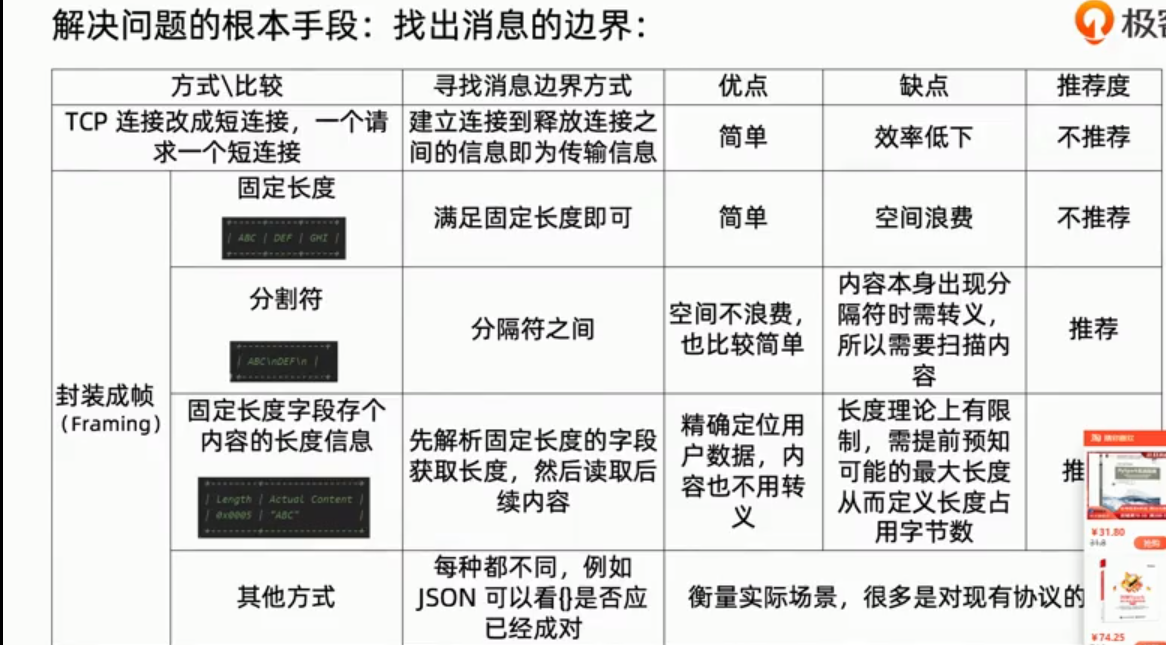 解决问题的根本手段：找出消息的边界：
极客
方式\比较
寻找消息边界方式
优点
缺点
推荐度
TCP 连接改成短连接，一个请
求一个短连接
建立连接到释放连接之
间的信息即为传输信息
简单
效率低下
不推荐
封装成帧
（Framing）
固定长度
| ABC | DEF | GHI |
满足固定长度即可
简单
空间浪费
不推荐
分割符
| ABC\nDEF\n |
分隔符之间
空间不浪费，
也比较简单
内容本身出现分
隔符时需转义，
所以需要扫描内
容
推荐
固定长度字段存个
内容的长度信息
| Length | Actual Content |
| 0x0005 | "ABC" |
先解析固定长度的字段
获取长度，然后读取后
续内容
精确定位用
户数据，内
容也不用转
义
长度理论上有限
制，需提前预知
可能的最大长度
从而定义长度占
用字节数
推
其他方式
每种都不同，例如
JSON 可以看{}是否应
已经成对
衡量实际场景，很多是对现有协议的
¥31.80
抢购
¥74.25